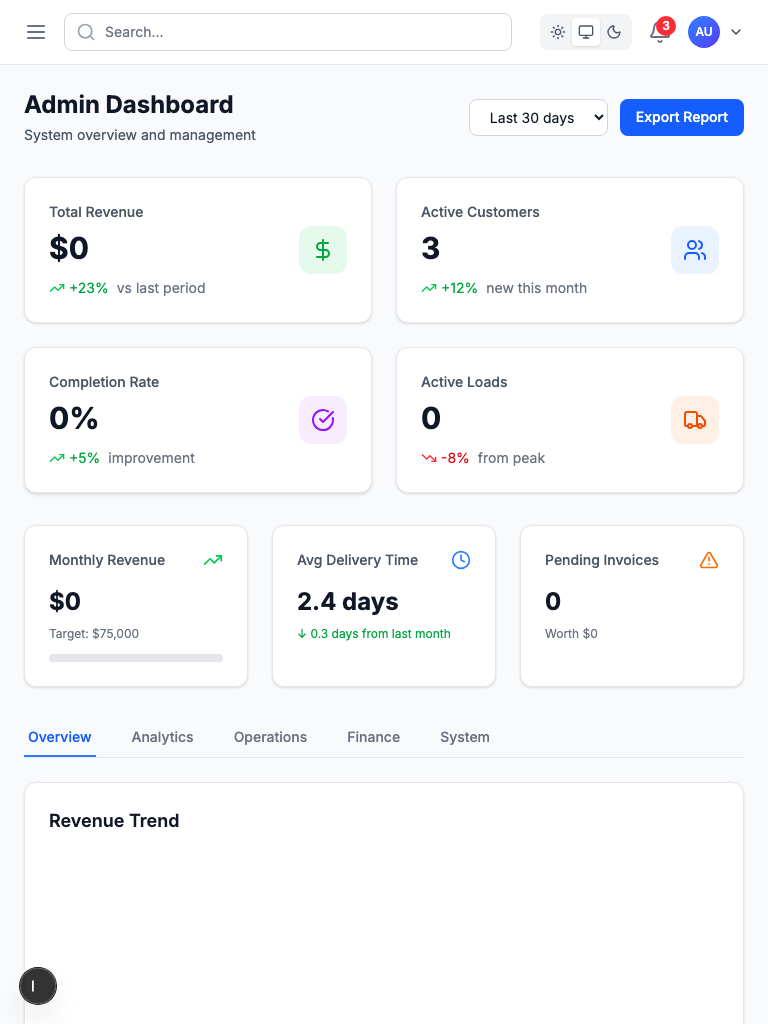 Search...
3
AU
Admin Dashboard
System overview and management
Last 30 days
Export Report
Total Revenue
$0
+23% vs last period
Active Customers
3
+12% new this month
Completion Rate
0%
+5% improvement
Active Loads
0
-8% from peak
Monthly Revenue
$0
Target: $75,000
Avg Delivery Time
2.4 days
↓ 0.3 days from last month
Pending Invoices
0
Worth $0
Overview Analytics Operations Finance System
Revenue Trend